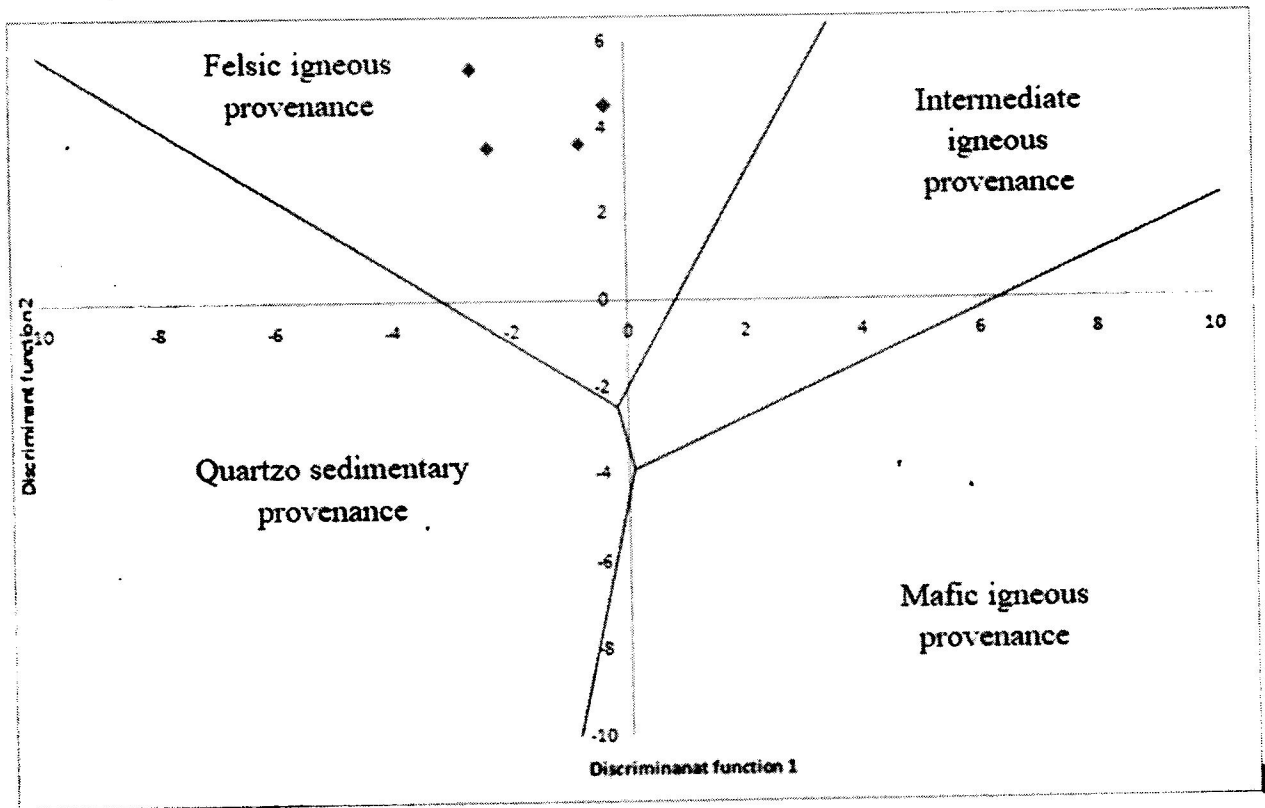 Felsic igneous
provenance
Intermediate
igneous
provenance
Quartzo sedimentary
provenance
Mafic igneous
provenance
6
4
2
0
-2
-4
-6
-8
-10
10
-8
-6
-4
-2
0
2
4
6
8
10
Discriminant function 2
Discriminanat function 1